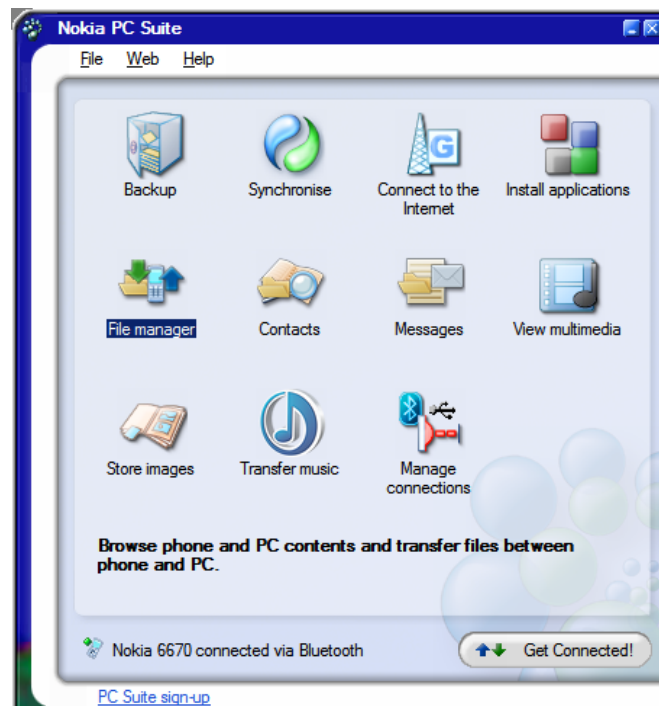 Nokia PC Suite
File Web Help
Backup
Synchronise
Connect to the
Internet
Install applications
File manager
Contacts
Messages
View multimedia
Store images
Transfer music
Manage
connections
Browse phone and PC contents and transfer files between
phone and PC.
Nokia 6670 connected via Bluetooth
Get Connected!
PC Suite sign-up